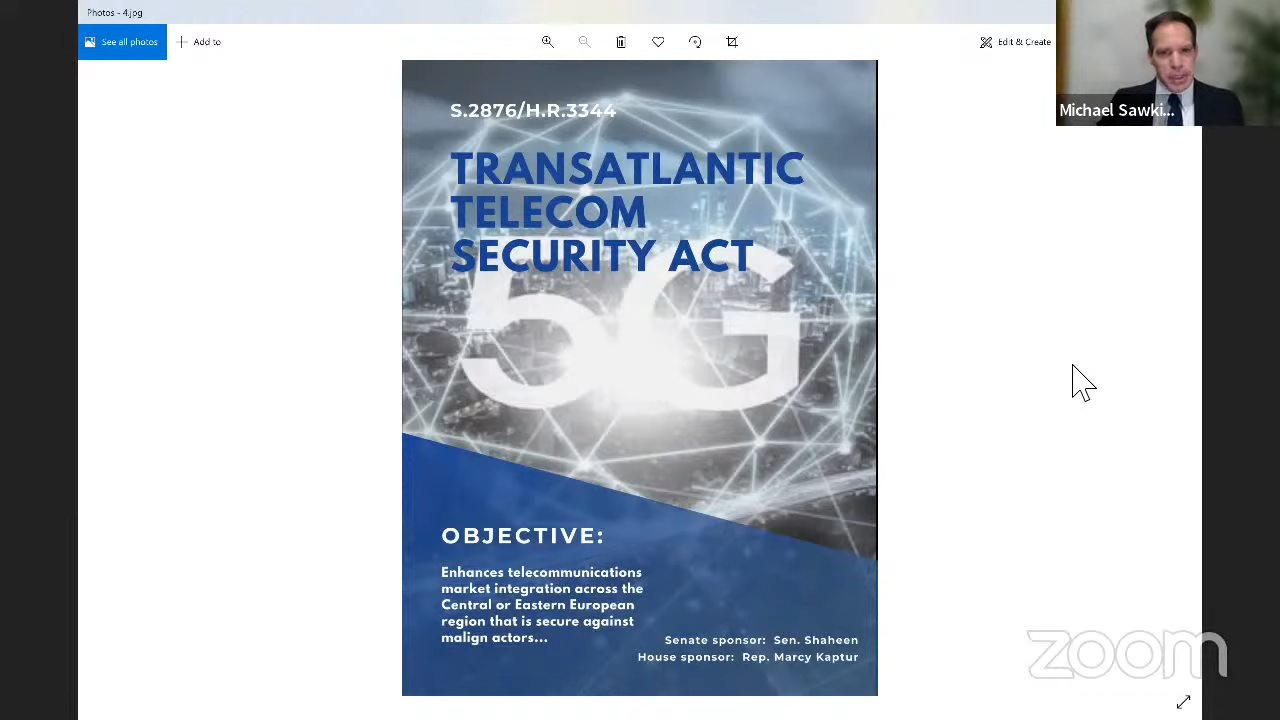 Photos - 4.jpg
See all photos
Add to
Edit & Create
Michael Sawki...
S.2876/H.R.3344
TRANSATLANTIC
TELECOM
SECURITY ACT
5G
OBJECTIVE:
Enhances telecommunications
market integration across the
Central or Eastern European
region that is secure against
malign actors...
Senate sponsor: Sen. Shaheen
House sponsor: Rep. Marcy Kaptur
zoom